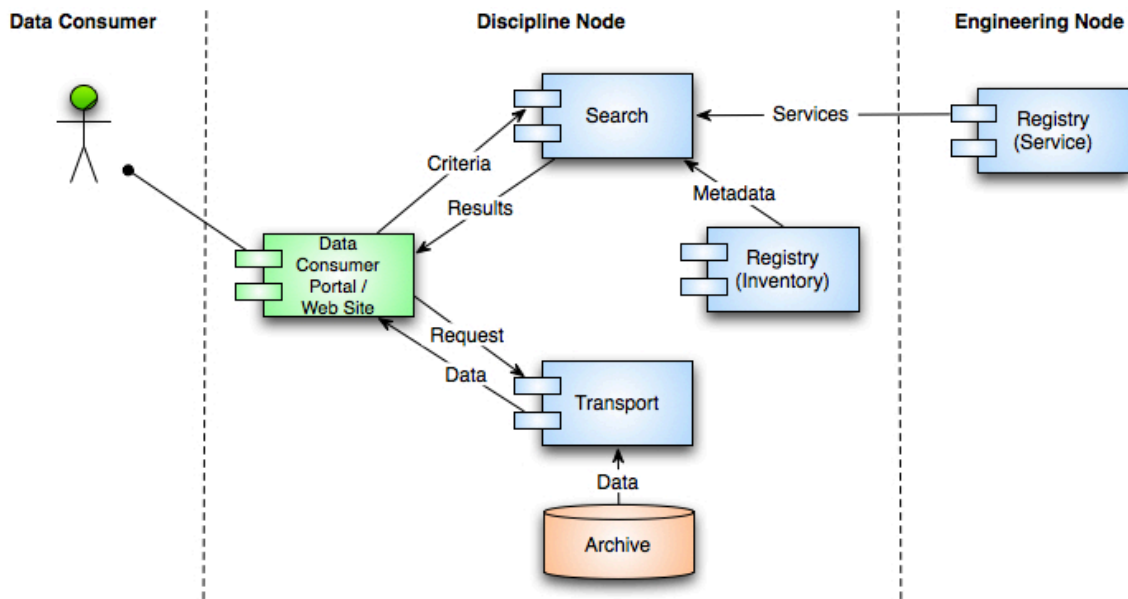 Data Consumer
Discipline Node
Engineering Node
Search
Services
Registry
(Service)
Criteria
Metadata
Results
Data
Consumer
Portal /
Web Site
Registry
(Inventory)
Request
Data
Transport
Data
Archive